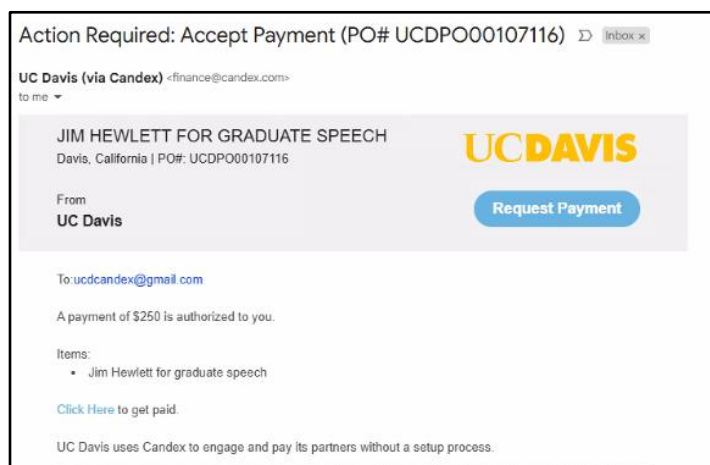 Action Required: Accept Payment (PO# UCDPO00107116) Inbox x
UC Davis (via Candex) <finance@candex.com>
to me
JIM HEWLETT FOR GRADUATE SPEECH
UCDAVIS
Davis, California | PO#: UCDPO00107116
From
Request Payment
UC Davis
To:ucdcandex@gmail.com
A payment of $250 is authorized to you.
Items:
• Jim Hewlett for graduate speech
Click Here to get paid.
UC Davis uses Candex to engage and pay its partners without a setup process.